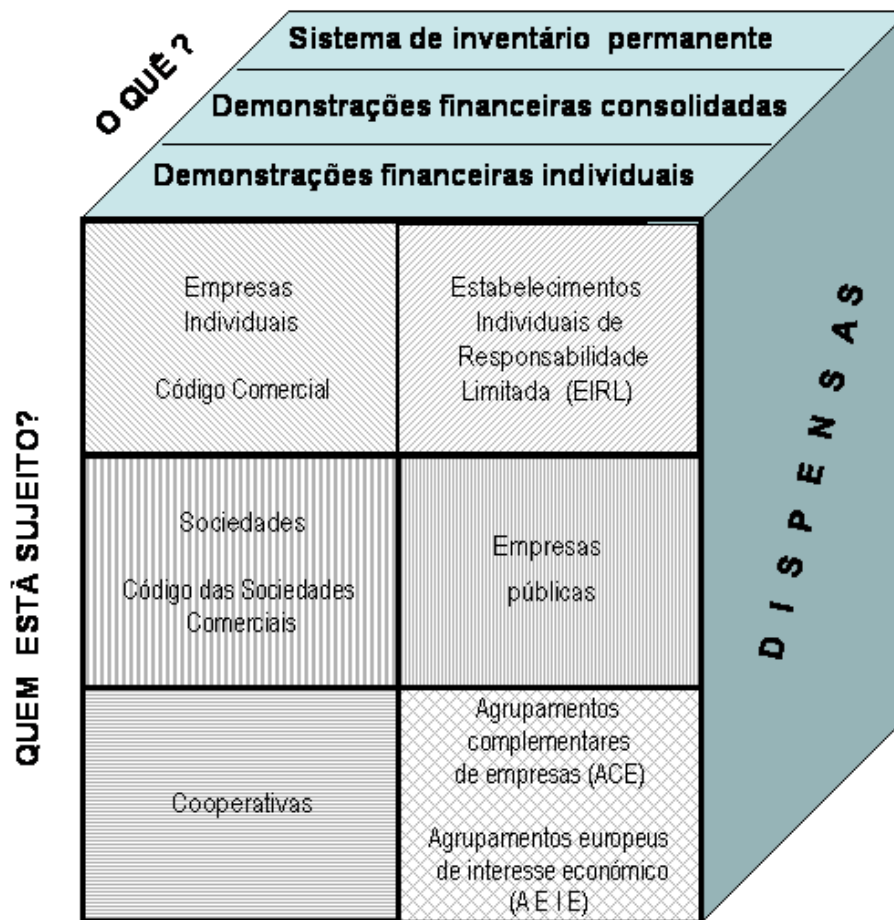 O QUÊ ?
Sistema de inventário permanente
Demonstrações financeiras consolidadas
Demonstrações financeiras individuais
QUEM ESTÀ SUJEITO?
Empresas
Individuais
Código Comercial
Estabelecimentos
Individuais de
Responsabilidade
Limitada (EIRL)
Sociedades
Código das Sociedades
Comerciais
Empresas
públicas
Cooperativas
Agrupamentos
complementares
de empresas (ACE)
Agrupamentos europeus
de interesse económico
(A E I E)
D I S P E N S A S